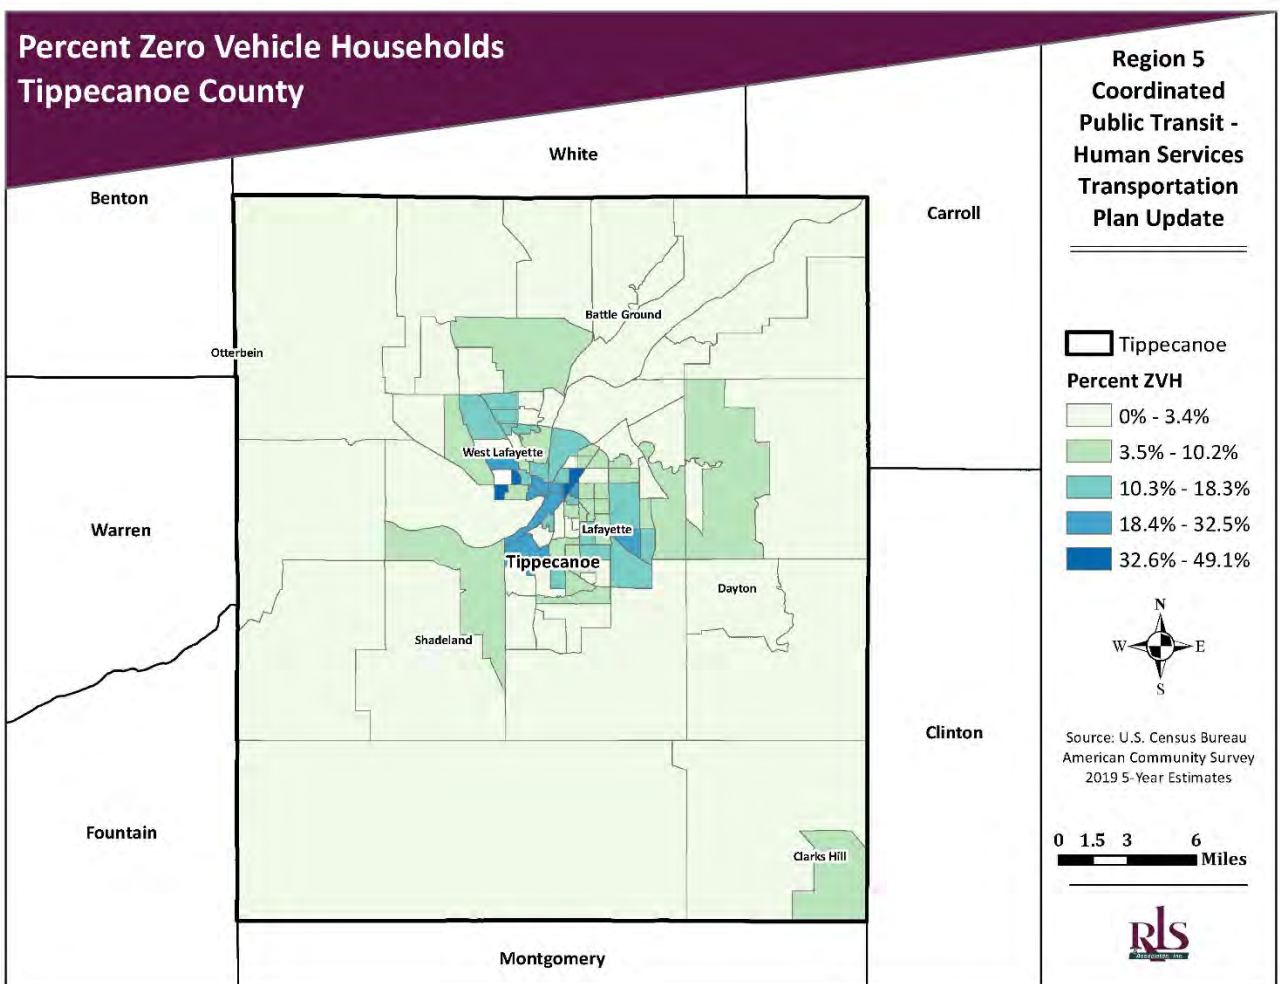 Percent Zero Vehicle Households
Tippecanoe County
Region 5
Coordinated
Public Transit -
Human Services
Transportation
Plan Update
White
Benton
Carroll
Battle Ground
Otterbein
West Lafayette
Warren
Lafayette
Tippecanoe
Dayton
Shadeland
Clinton
Fountain
Clarks Hill
Montgomery
Tippecanoe
Percent ZVH
0% - 3.4%
3.5% - 10.2%
10.3% - 18.3%
18.4% - 32.5%
32.6% - 49.1%
N
W E
S
Source: U.S. Census Bureau
American Community Survey
2019 5-Year Estimates
0 1.5 3 6
Miles
RLS
& Associates, Inc.